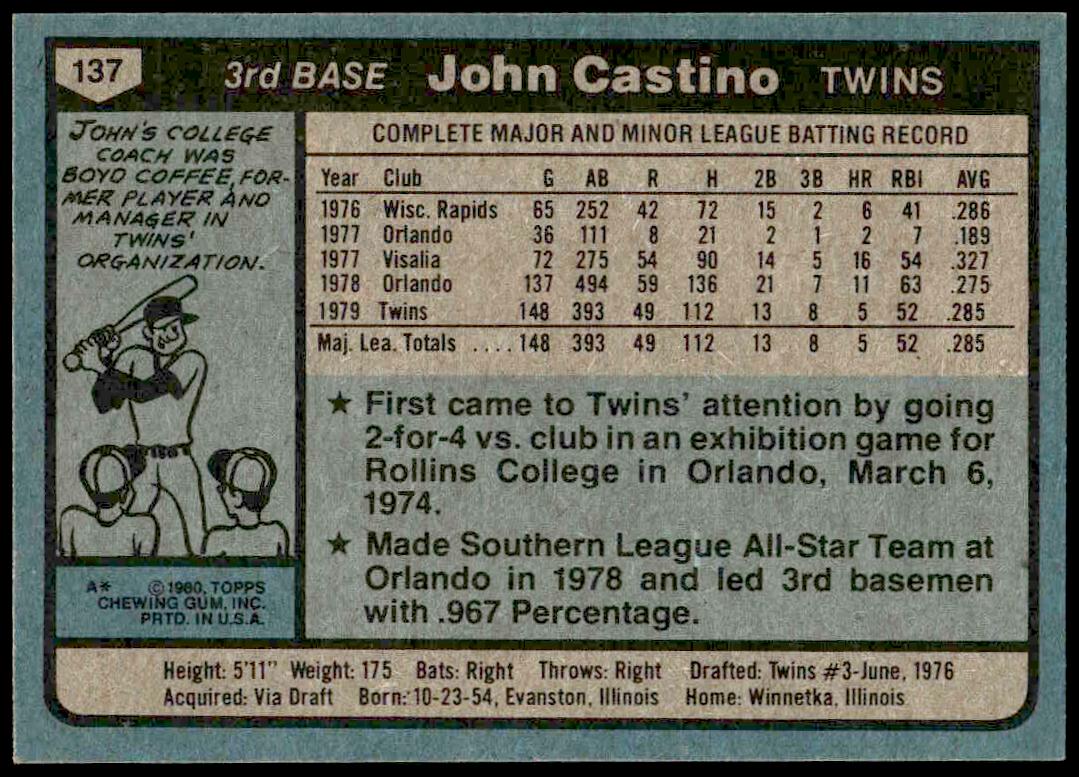 137 3rd BASE John Castino TWINS
JOHN'S COLLEGE
COACH WAS
BOYD COFFEE, FOR-
MER PLAYER AND
MANAGER IN
TWINS'
ORGANIZATION.
A* © 1980, TOPPS
CHEWING GUM, INC.
PRTD. IN U.S.A.
COMPLETE MAJOR AND MINOR LEAGUE BATTING RECORD
Year Club G AB R H 2B 3B HR RBI AVG
1976 Wisc. Rapids 65 252 42 72 15 2 6 41 .286
1977 Orlando 36 111 8 21 2 1 2 7 .189
1977 Visalia 72 275 54 90 14 5 16 54 .327
1978 Orlando 137 494 59 136 21 7 11 63 .275
1979 Twins 148 393 49 112 13 8 5 52 .285
Maj. Lea. Totals .... 148 393 49 112 13 8 5 52 .285
★ First came to Twins' attention by going
2-for-4 vs. club in an exhibition game for
Rollins College in Orlando, March 6,
1974.
★ Made Southern League All-Star Team at
Orlando in 1978 and led 3rd basemen
with .967 Percentage.
Height: 5'11" Weight: 175 Bats: Right Throws: Right Drafted: Twins #3-June, 1976
Acquired: Via Draft Born: 10-23-54, Evanston, Illinois Home: Winnetka, Illinois